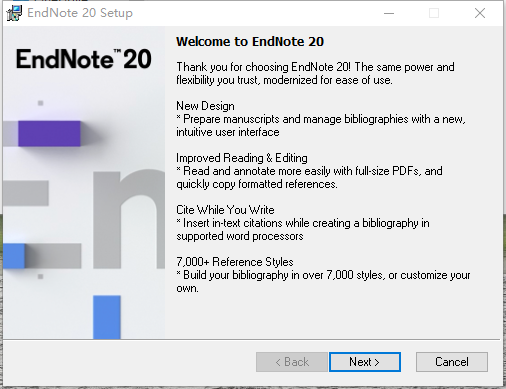 EndNote 20 Setup
EndNote™ 20
Welcome to EndNote 20
Thank you for choosing EndNote 20! The same power and
flexibility you trust, modernized for ease of use.
New Design
* Prepare manuscripts and manage bibliographies with a new,
intuitive user interface
Improved Reading & Editing
* Read and annotate more easily with full-size PDFs, and
quickly copy formatted references.
Cite While You Write
* Insert in-text citations while creating a bibliography in
supported word processors
7,000+ Reference Styles
* Build your bibliography in over 7,000 styles, or customize your
own.
En
< Back
Next >
Cancel